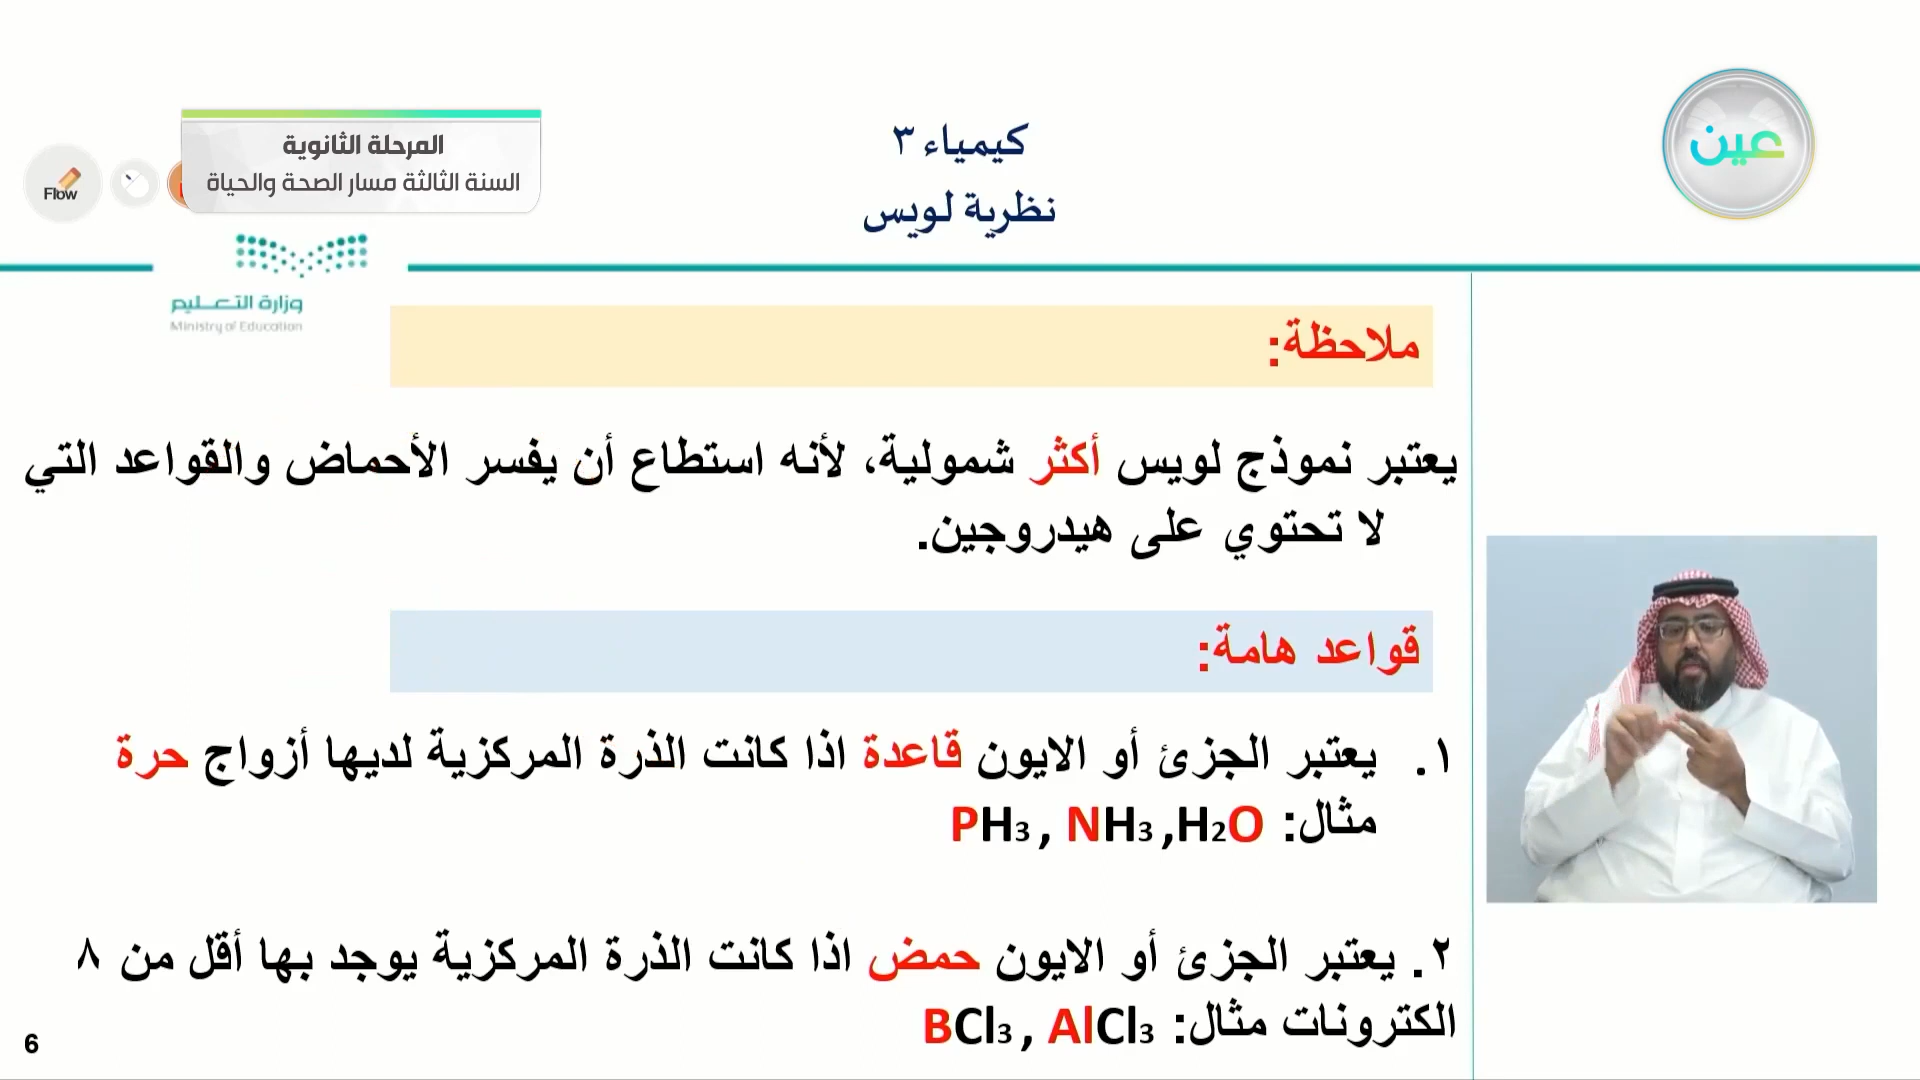 عين
كيمياء ٣
نظرية لويس
المرحلة الثانوية
السنة الثالثة مسار الصحة والحياة
Flow
وزارة التعليم
Ministry of Education
ملاحظة:
يعتبر نموذج لويس أكثر شمولية، لأنه استطاع أن يفسر الأحماض والقواعد التي
لا تحتوي على هيدروجين.
قواعد هامة:
١. يعتبر الجزئ أو الايون قاعدة اذا كانت الذرة المركزية لديها أزواج حرة
مثال: PH₃ , NH₃ ,H₂O
٢. يعتبر الجزئ أو الايون حمض اذا كانت الذرة المركزية يوجد بها أقل من ٨
الكترونات مثال: BCl₃ , AlCl₃
6